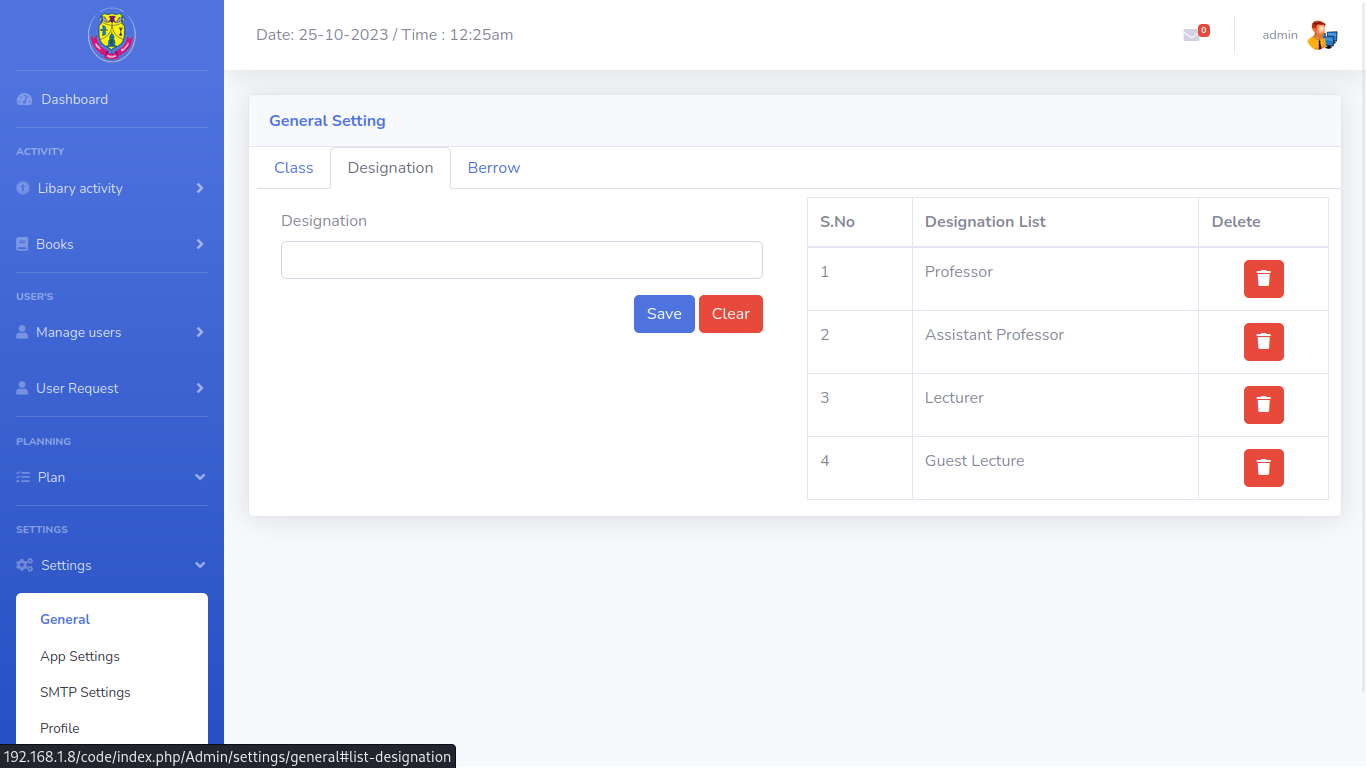 Date: 25-10-2023 / Time : 12:25am
0
admin
Dashboard
ACTIVITY
Libary activity
Books
USER'S
Manage users
User Request
PLANNING
Plan
SETTINGS
Settings
General
App Settings
SMTP Settings
Profile
General Setting
Class Designation Berrow
Designation
Save Clear
S.No Designation List Delete
1 Professor
2 Assistant Professor
3 Lecturer
4 Guest Lecture
192.168.1.8/code/index.php/Admin/settings/general#list-designation